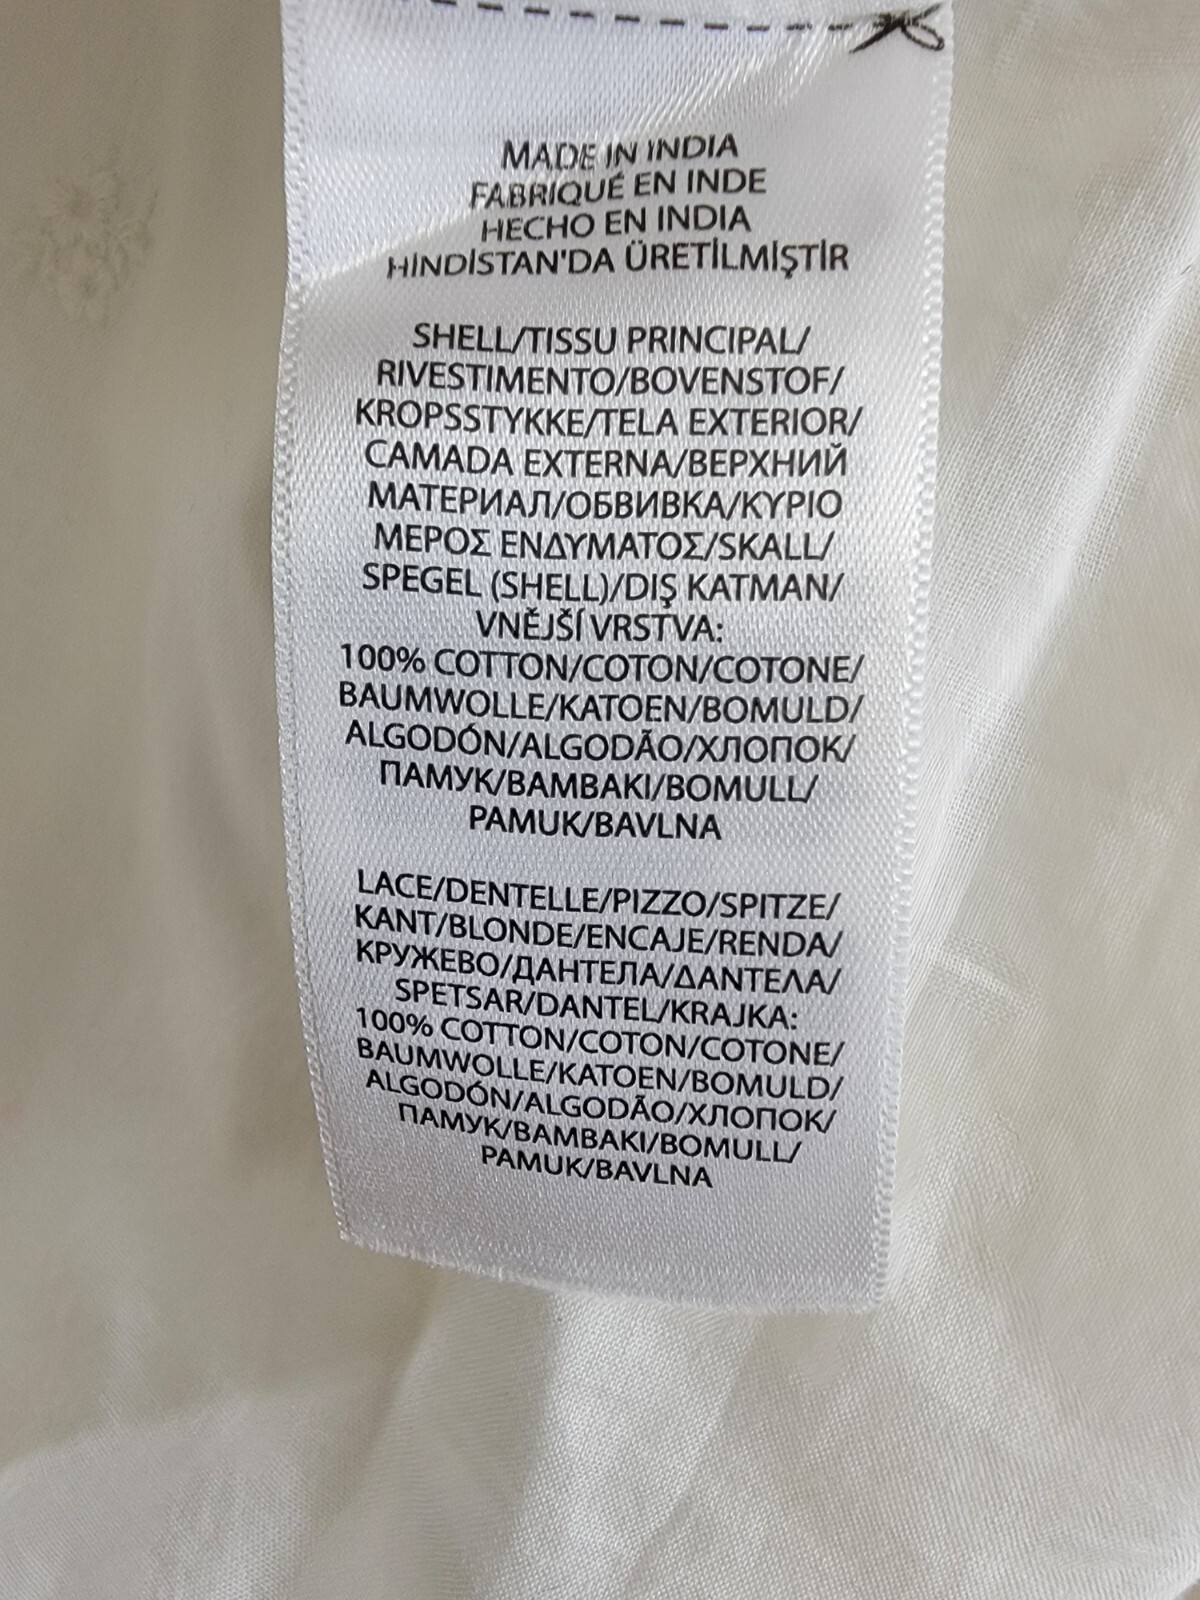 MADE IN INDIA
FABRIQUÉ EN INDE
HECHO EN INDIA
HİNDİSTAN'DA ÜRETİLMİŞTİR
SHELL/TISSU PRINCIPAL/
RIVESTIMENTO/BOVENSTOF/
KROPSSTYKKE/TELA EXTERIOR/
CAMADA EXTERNA/ВЕРХНИЙ
МАТЕРИАЛ/ОБВИВКА/ΚΥΡΙΟ
ΜΕΡΟΣ ΕΝΔΥΜΑΤΟΣ/SKALL/
SPEGEL (SHELL)/DIŞ KATMAN/
VNĚJŠÍ VRSTVA:
100% COTTON/COTON/COTONE/
BAUMWOLLE/KATOEN/BOMULD/
ALGODÓN/ALGODÃO/ХЛОПОК/
ПАМУК/ΒΑΜΒΑΚΙ/BOMULL/
PAMUK/BAVLNA
LACE/DENTELLE/PIZZO/SPITZE/
KANT/BLONDE/ENCAJE/RENDA/
КРУЖЕВО/ДАНТЕЛА/ΔΑΝΤΕΛΑ/
SPETSAR/DANTEL/KRAJKA:
100% COTTON/COTON/COTONE/
BAUMWOLLE/KATOEN/BOMULD/
ALGODÓN/ALGODÃO/ХЛОПОК/
ПАМУК/ΒΑΜΒΑΚΙ/BOMULL/
PAMUK/BAVLNA